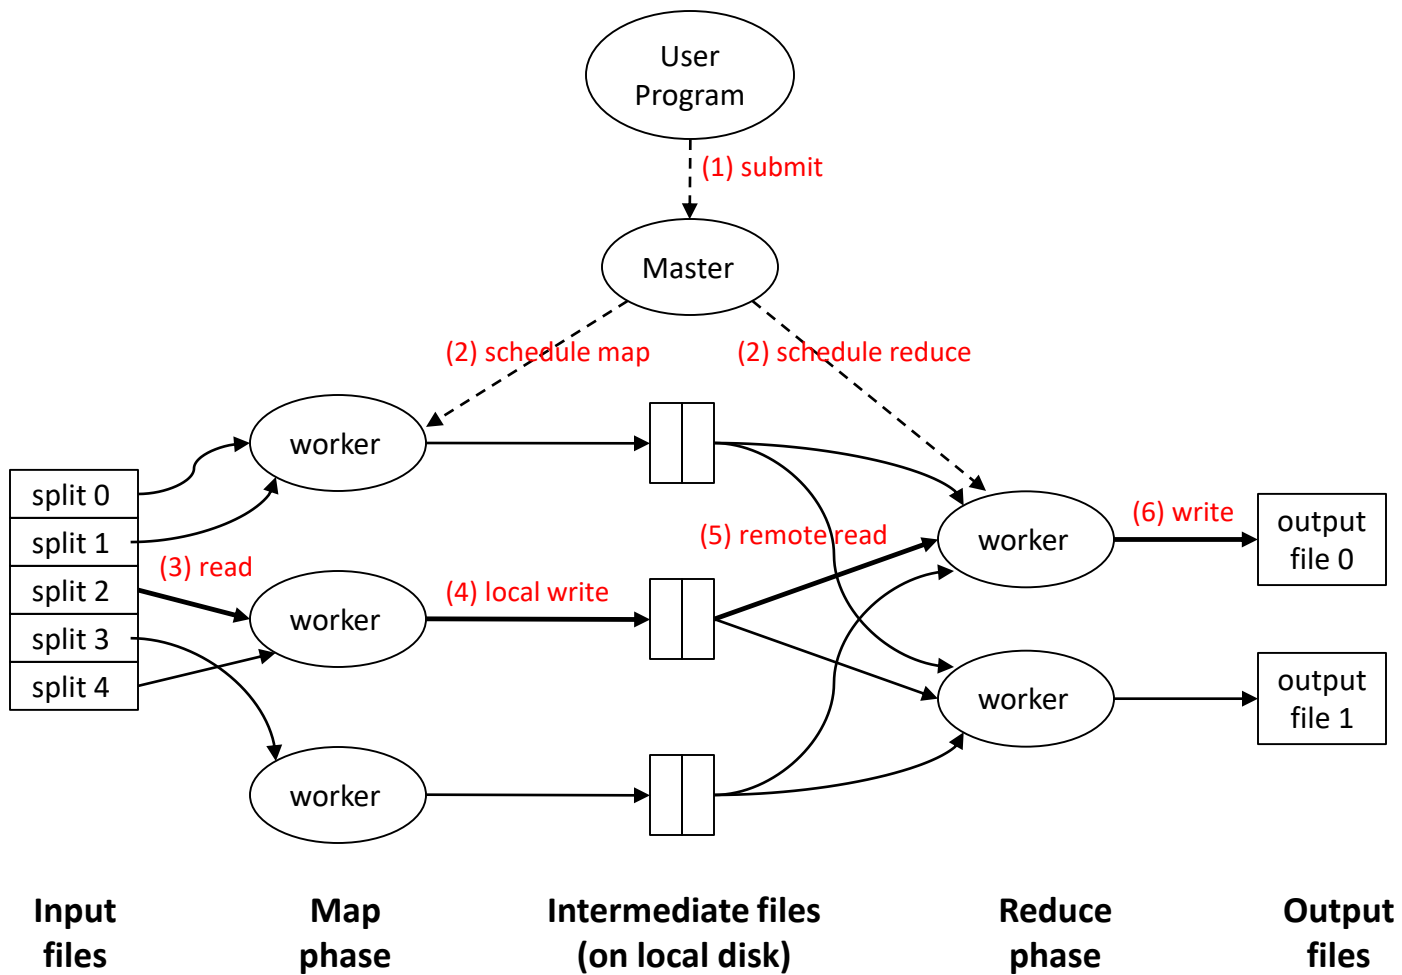 User
Program
(1) submit
Master
(2) schedule map
(2) schedule reduce
worker
split 0
split 1
split 2
split 3
split 4
(3) read
worker
(4) local write
worker
(5) remote read
worker
(6) write
output
file 0
worker
output
file 1
Input
files
Map
phase
Intermediate files
(on local disk)
Reduce
phase
Output
files